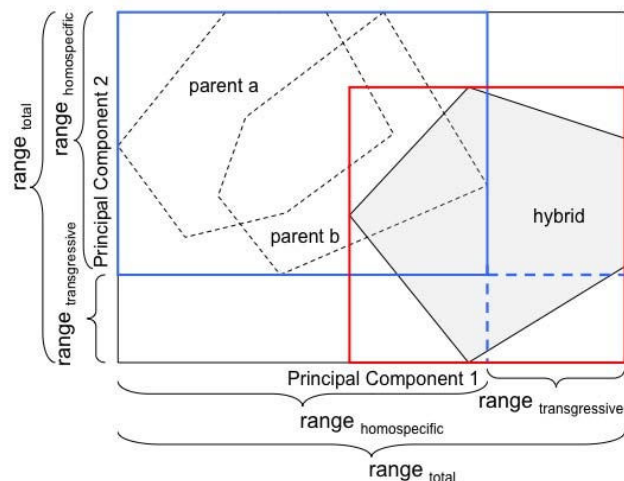 range total
range homospecific
range transgressive
Principal Component 2
parent a
parent b
hybrid
Principal Component 1
range transgressive
range homospecific
range total